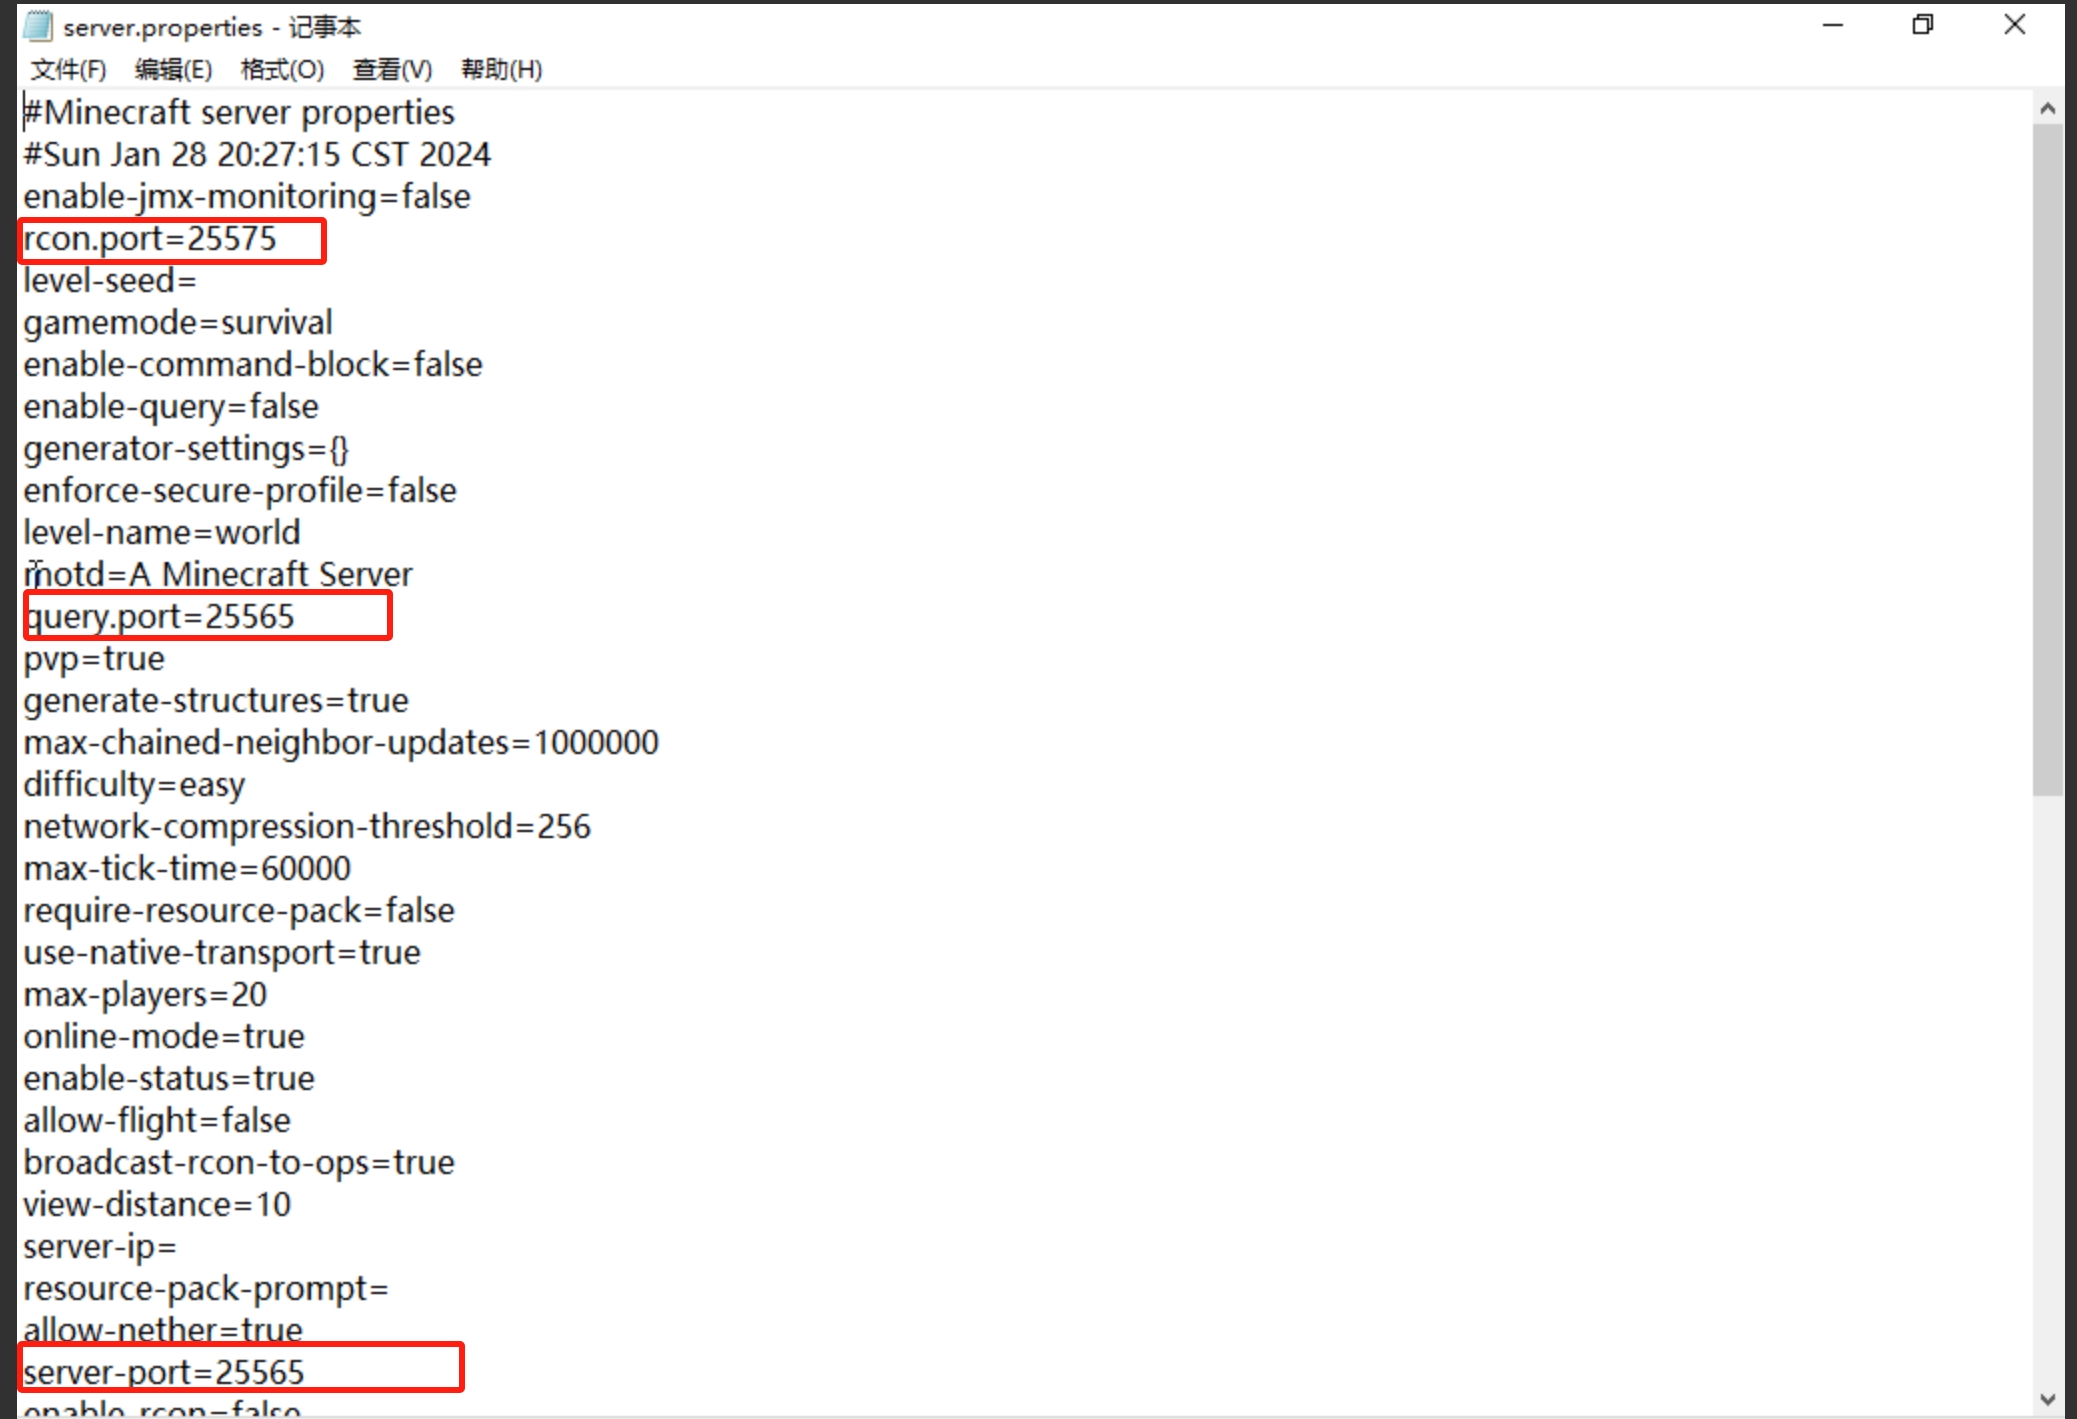 server.properties - 记事本
文件(F) 编辑(E) 格式(O) 查看(V) 帮助(H)
#Minecraft server properties
#Sun Jan 28 20:27:15 CST 2024
enable-jmx-monitoring=false
rcon.port=25575
level-seed=
gamemode=survival
enable-command-block=false
enable-query=false
generator-settings={}
enforce-secure-profile=false
level-name=world
motd=A Minecraft Server
query.port=25565
pvp=true
generate-structures=true
max-chained-neighbor-updates=1000000
difficulty=easy
network-compression-threshold=256
max-tick-time=60000
require-resource-pack=false
use-native-transport=true
max-players=20
online-mode=true
enable-status=true
allow-flight=false
broadcast-rcon-to-ops=true
view-distance=10
server-ip=
resource-pack-prompt=
allow-nether=true
server-port=25565
enable-rcon=false